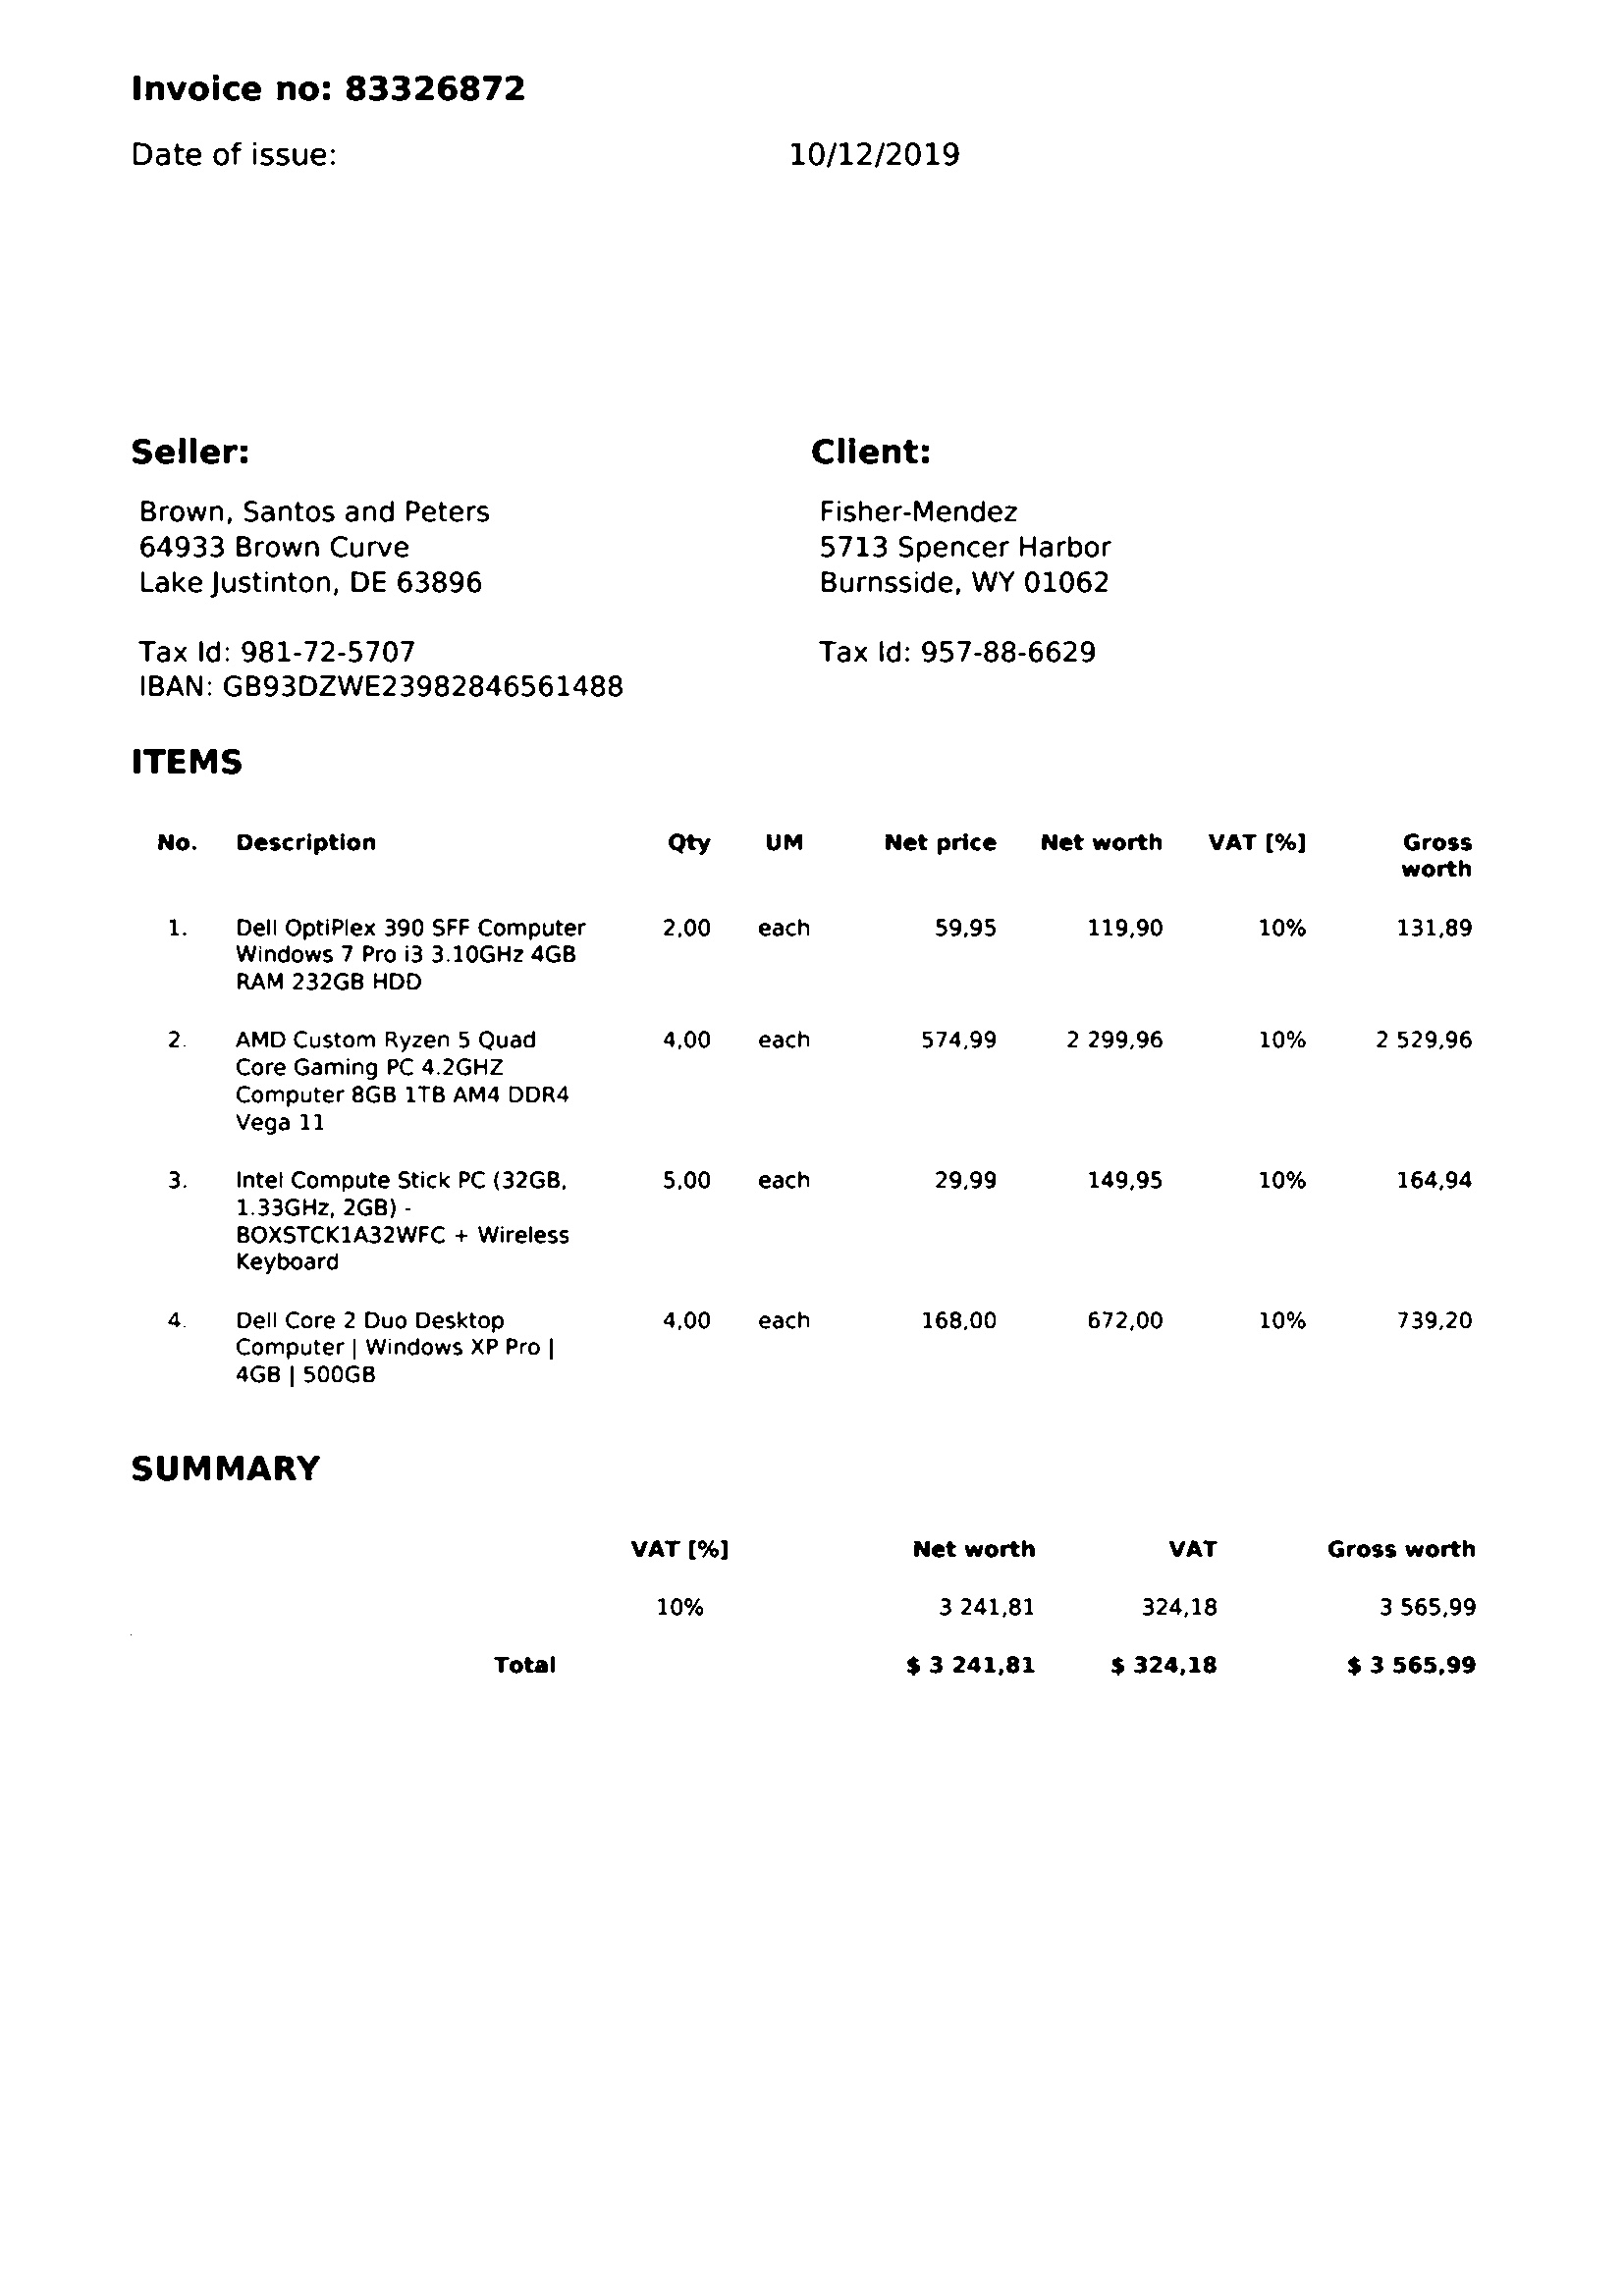 Invoice no: 83326872
Date of issue: 10/12/2019
Seller:
Brown, Santos and Peters
64933 Brown Curve
Lake Justinton, DE 63896
Tax Id: 981-72-5707
IBAN: GB93DZWE23982846561488
Client:
Fisher-Mendez
5713 Spencer Harbor
Burnsside, WY 01062
Tax Id: 957-88-6629
ITEMS
No. Description Qty UM Net price Net worth VAT [%] Gross
worth
1. Dell OptiPlex 390 SFF Computer 2,00 each 59,95 119,90 10% 131,89
Windows 7 Pro i3 3.10GHz 4GB
RAM 232GB HDD
2. AMD Custom Ryzen 5 Quad 4,00 each 574,99 2 299,96 10% 2 529,96
Core Gaming PC 4.2GHZ
Computer 8GB 1TB AM4 DDR4
Vega 11
3. Intel Compute Stick PC (32GB, 5,00 each 29,99 149,95 10% 164,94
1.33GHz, 2GB) -
BOXSTCK1A32WFC + Wireless
Keyboard
4. Dell Core 2 Duo Desktop 4,00 each 168,00 672,00 10% 739,20
Computer | Windows XP Pro |
4GB | 500GB
SUMMARY
VAT [%] Net worth VAT Gross worth
10% 3 241,81 324,18 3 565,99
Total $ 3 241,81 $ 324,18 $ 3 565,99